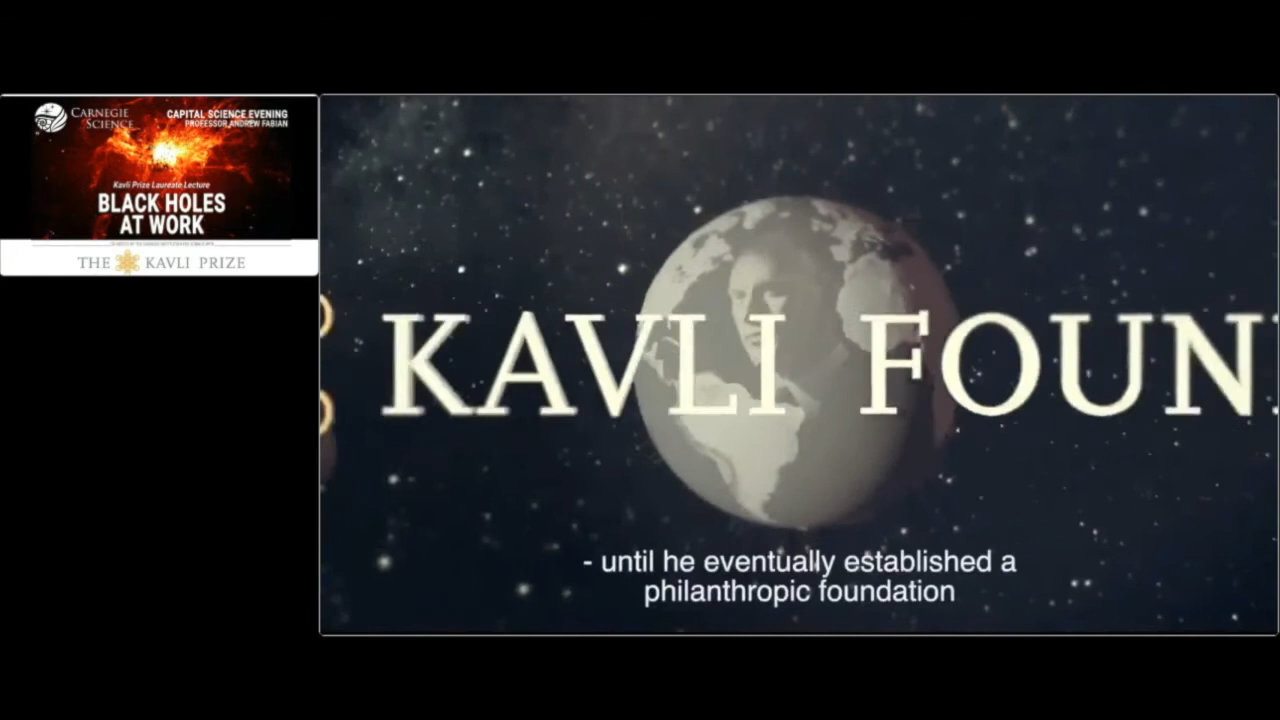 CARNEGIE
SCIENCE
CAPITAL SCIENCE EVENING
PROFESSOR ANDREW FABIAN
Kavli Prize Laureate Lecture
BLACK HOLES
AT WORK
THE KAVLI PRIZE
KAVLI FOUN
- until he eventually established a
philanthropic foundation